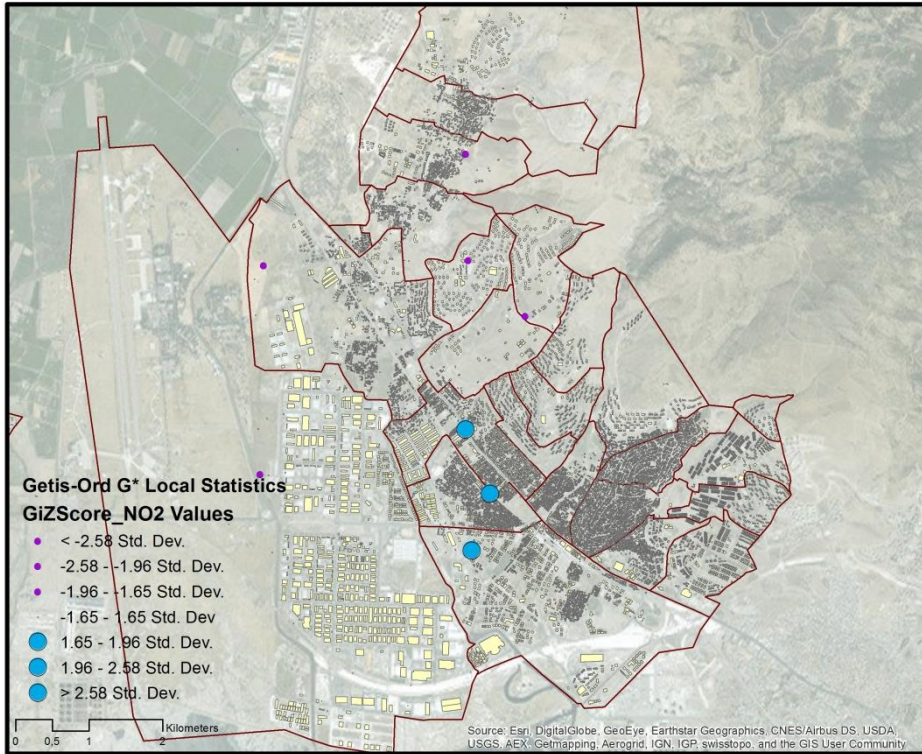 Getis-Ord G* Local Statistics
GiZScore_NO2 Values
< -2.58 Std. Dev.
-2.58 - -1.96 Std. Dev.
-1.96 - -1.65 Std. Dev.
-1.65 - 1.65 Std. Dev
1.65 - 1.96 Std. Dev.
1.96 - 2.58 Std. Dev.
> 2.58 Std. Dev.
Kilometers
0 0,5 1 2
Source: Esri, DigitalGlobe, GeoEye, Earthstar Geographics, CNES/Airbus DS, USDA,
USGS, AEX, Getmapping, Aerogrid, IGN, IGP, swisstopo, and the GIS User Community